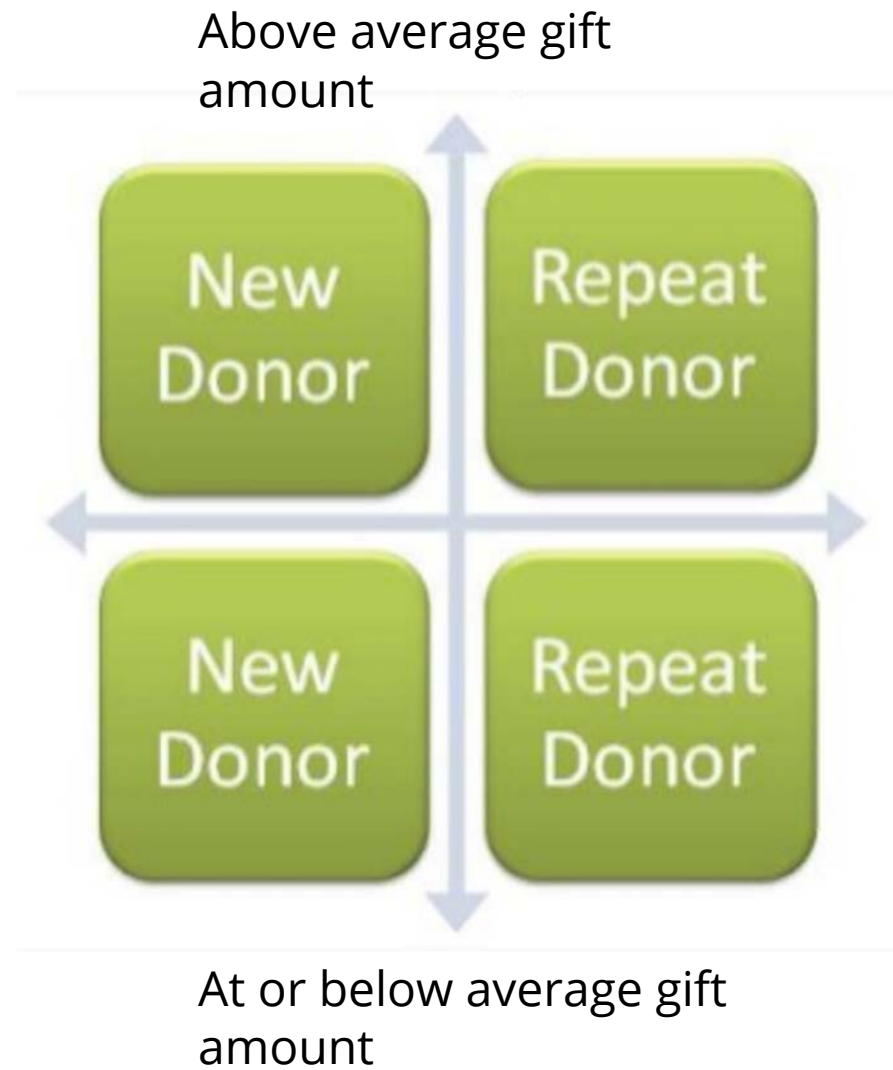 Above average gift
amount
New
Donor
Repeat
Donor
New
Donor
Repeat
Donor
At or below average gift
amount